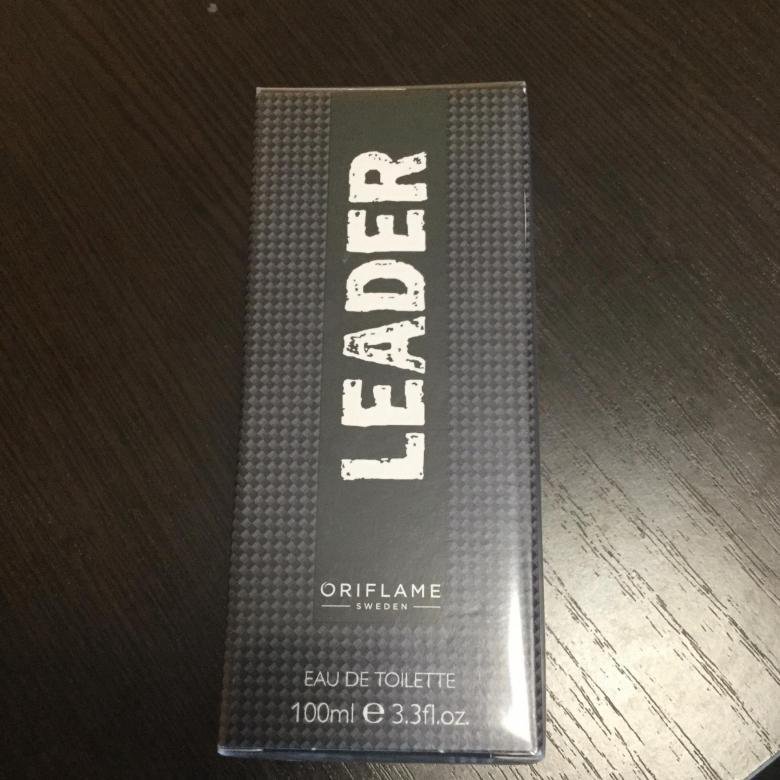 LEADER
ORIFLAME
SWEDEN
EAU DE TOILETTE
100ml ℮ 3.3fl.oz.